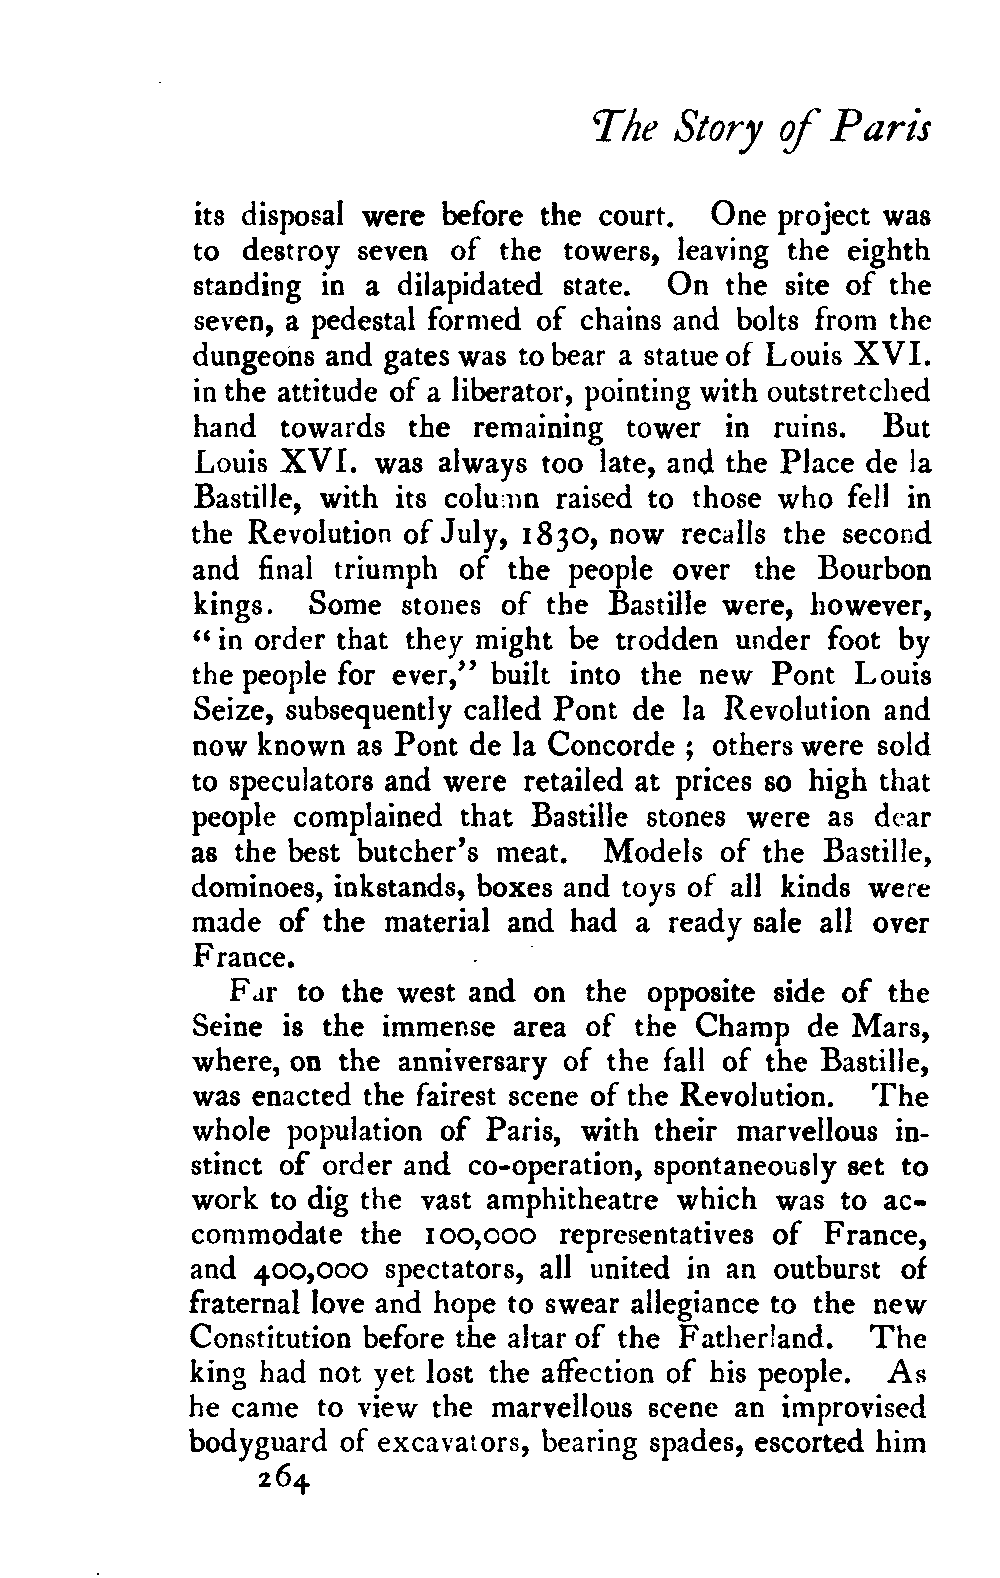 The Story of Paris
its disposal were before the court. One project was
to destroy seven of the towers, leaving the eighth
standing in a dilapidated state. On the site of the
seven, a pedestal formed of chains and bolts from the
dungeons and gates was to bear a statue of Louis XVI.
in the attitude of a liberator, pointing with outstretched
hand towards the remaining tower in ruins. But
Louis XVI. was always too late, and the Place de la
Bastille, with its column raised to those who fell in
the Revolution of July, 1830, now recalls the second
and final triumph of the people over the Bourbon
kings. Some stones of the Bastille were, however,
“in order that they might be trodden under foot by
the people for ever,” built into the new Pont Louis
Seize, subsequently called Pont de la Revolution and
now known as Pont de la Concorde ; others were sold
to speculators and were retailed at prices so high that
people complained that Bastille stones were as dear
as the best butcher's meat. Models of the Bastille,
dominoes, inkstands, boxes and toys of all kinds were
made of the material and had a ready sale all over
France.
Far to the west and on the opposite side of the
Seine is the immense area of the Champ de Mars,
where, on the anniversary of the fall of the Bastille,
was enacted the fairest scene of the Revolution. The
whole population of Paris, with their marvellous in-
stinct of order and co-operation, spontaneously set to
work to dig the vast amphitheatre which was to ac-
commodate the 100,000 representatives of France,
and 400,000 spectators, all united in an outburst of
fraternal love and hope to swear allegiance to the new
Constitution before the altar of the Fatherland. The
king had not yet lost the affection of his people. As
he came to view the marvellous scene an improvised
bodyguard of excavators, bearing spades, escorted him
264